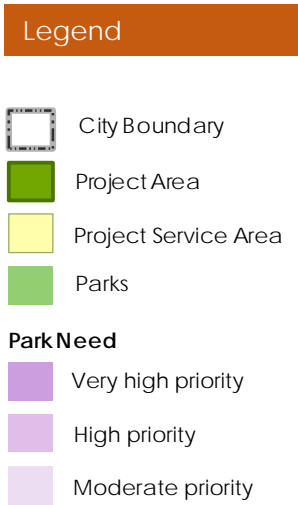 Legend
City Boundary
Project Area
Project Service Area
Parks
Park Need
Very high priority
High priority
Moderate priority